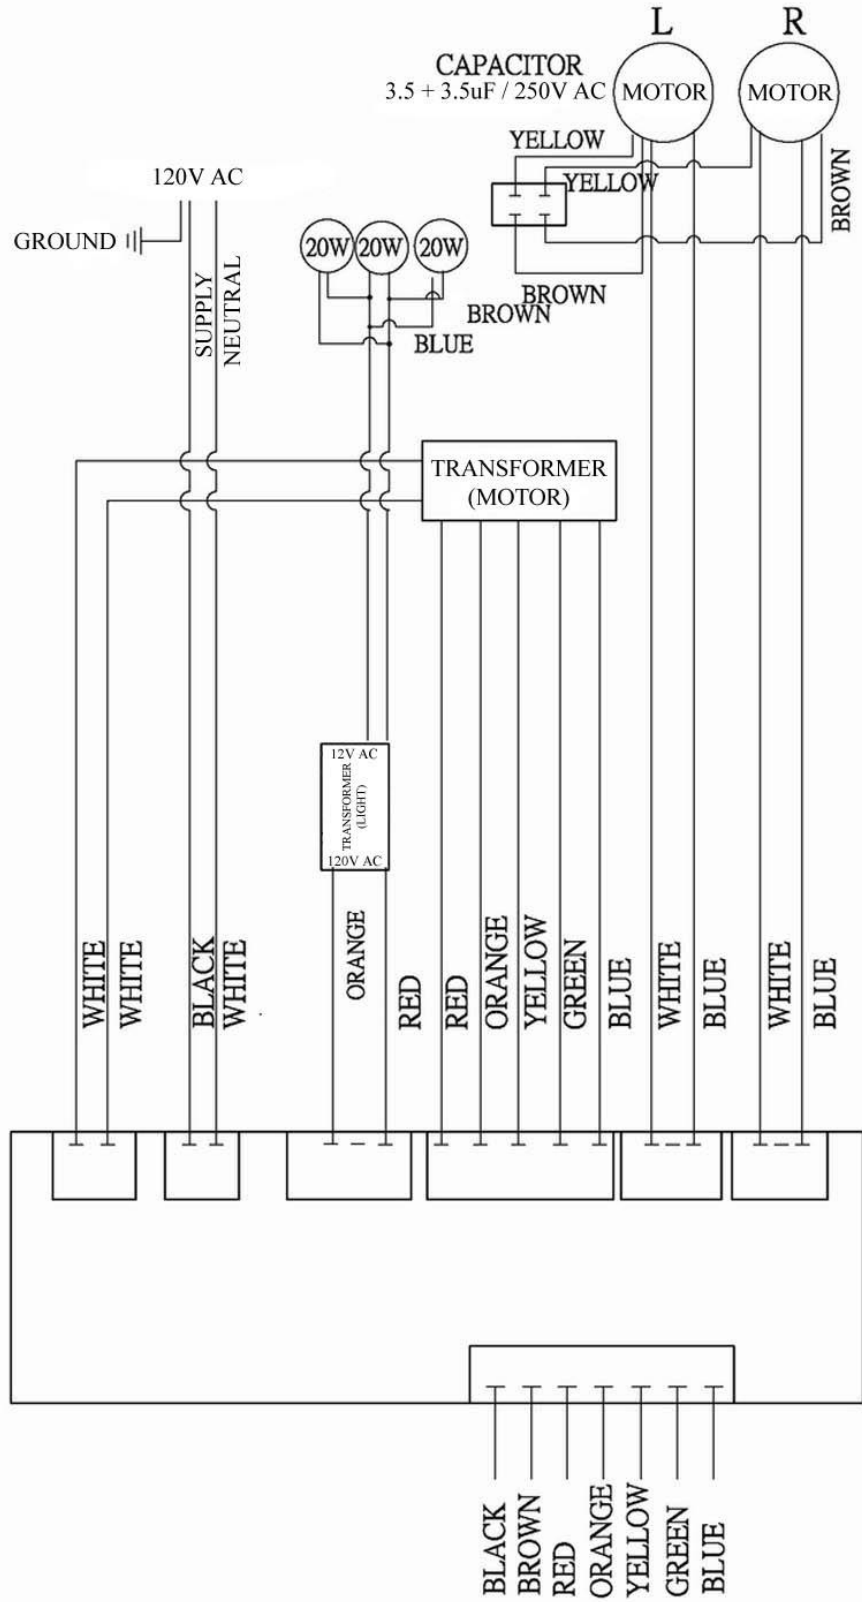 L
R
CAPACITOR
3.5 + 3.5uF / 250V AC
MOTOR
MOTOR
YELLOW
YELLOW
BROWN
120V AC
GROUND
SUPPLY
NEUTRAL
20W
20W
20W
BROWN
BROWN
BLUE
TRANSFORMER
(MOTOR)
12V AC
TRANSFORMER
(LIGHT)
120V AC
WHITE
WHITE
BLACK
WHITE
ORANGE
RED
RED
ORANGE
YELLOW
GREEN
BLUE
WHITE
BLUE
WHITE
BLUE
BLACK
BROWN
RED
ORANGE
YELLOW
GREEN
BLUE